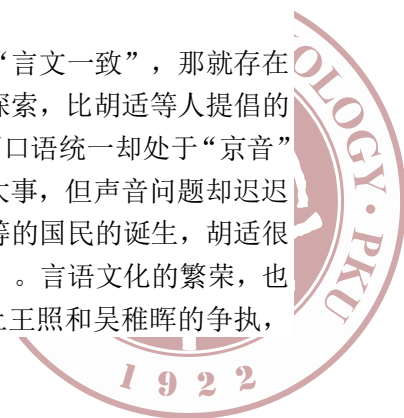 “言文一致”，那就存在
探索，比胡适等人提倡的
口语统一却处于“京音”
大事，但声音问题却迟迟
等的国民的诞生，胡适很
。言语文化的繁荣，也
王照和吴稚晖的争执，
OLOGY · PKU
1922